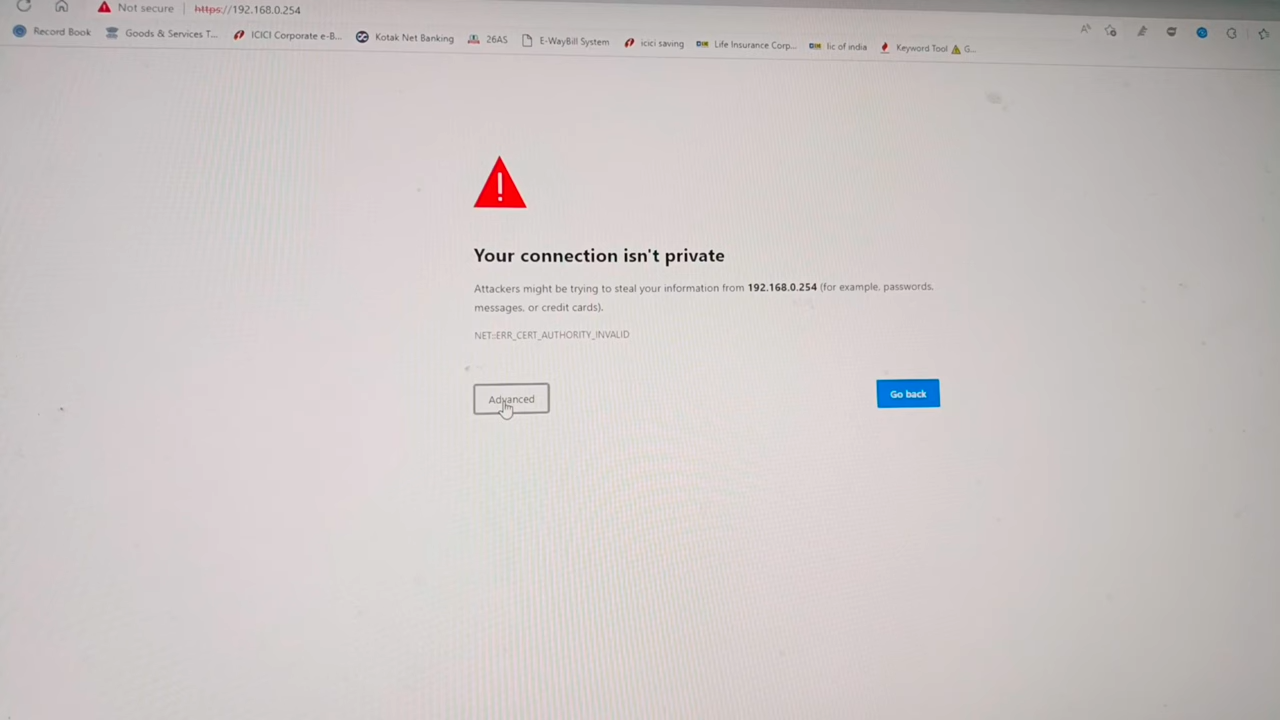 Not secure | https://192.168.0.254
Record Book Goods & Services T... ICICI Corporate e-B... Kotak Net Banking 26AS E-WayBill System icici saving Life Insurance Corp... lic of india Keyword Tool G...
Your connection isn't private
Attackers might be trying to steal your information from 192.168.0.254 (for example, passwords,
messages, or credit cards).
NET::ERR_CERT_AUTHORITY_INVALID
Advanced
Go back